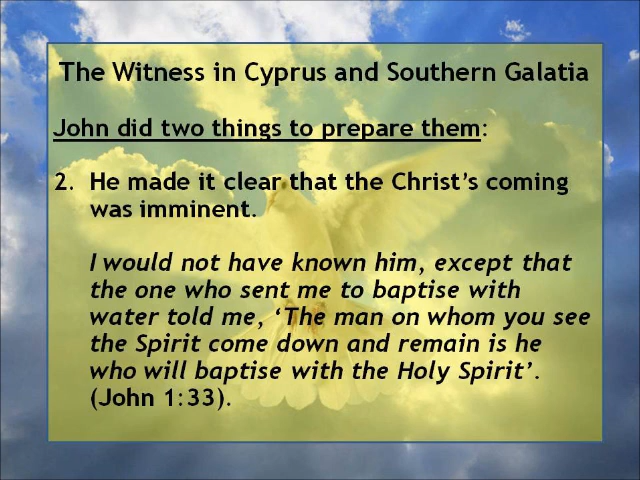 The Witness in Cyprus and Southern Galatia
John did two things to prepare them:
2. He made it clear that the Christ’s coming
was imminent.
I would not have known him, except that
the one who sent me to baptise with
water told me, ‘The man on whom you see
the Spirit come down and remain is he
who will baptise with the Holy Spirit’.
(John 1:33).